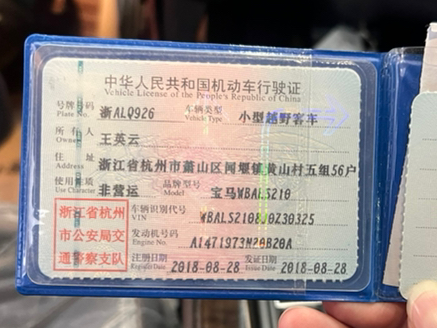 中华人民共和国机动车行驶证
Vehicle License of the People's Republic of China
号牌号码 浙ALQ926 车辆类型 小型越野客车
Plate No. Vehicle Type
所有人 王英云
Owner
住址 浙江省杭州市萧山区河堰镇黄山村五组56户
Address
使用性质 非营运 品牌型号 宝马WBALS210
Use Character
浙江省杭州
市公安局交
通警察支队
车辆识别代号 WBALS210
VIN
发动机号码 A1471973N20B20A
Engine No.
注册日期 2018-08-28 发证日期 2018-08-28
Register Date Issue Date